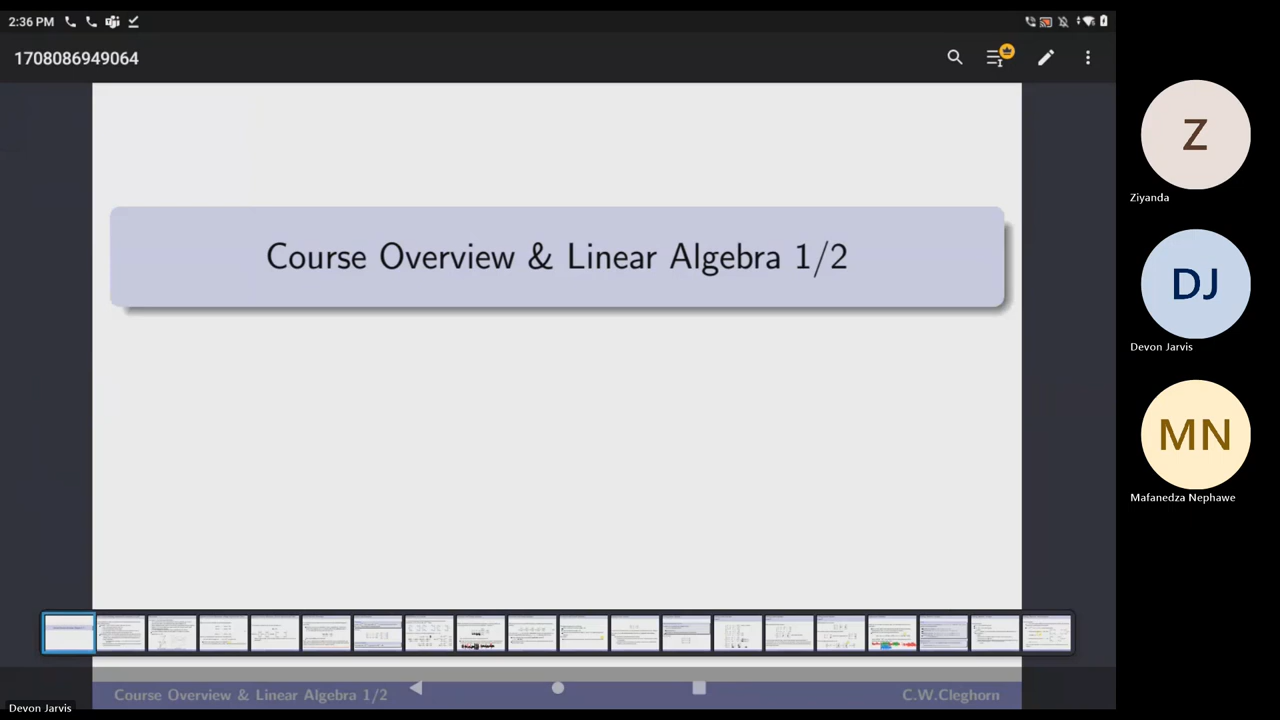 2:36 PM
1708086949064
Course Overview & Linear Algebra 1/2
Course Overview & Linear Algebra 1/2
C.W.Cleghorn
Devon Jarvis
Z
Ziyanda
DJ
Devon Jarvis
MN
Mafanedza Nephawe